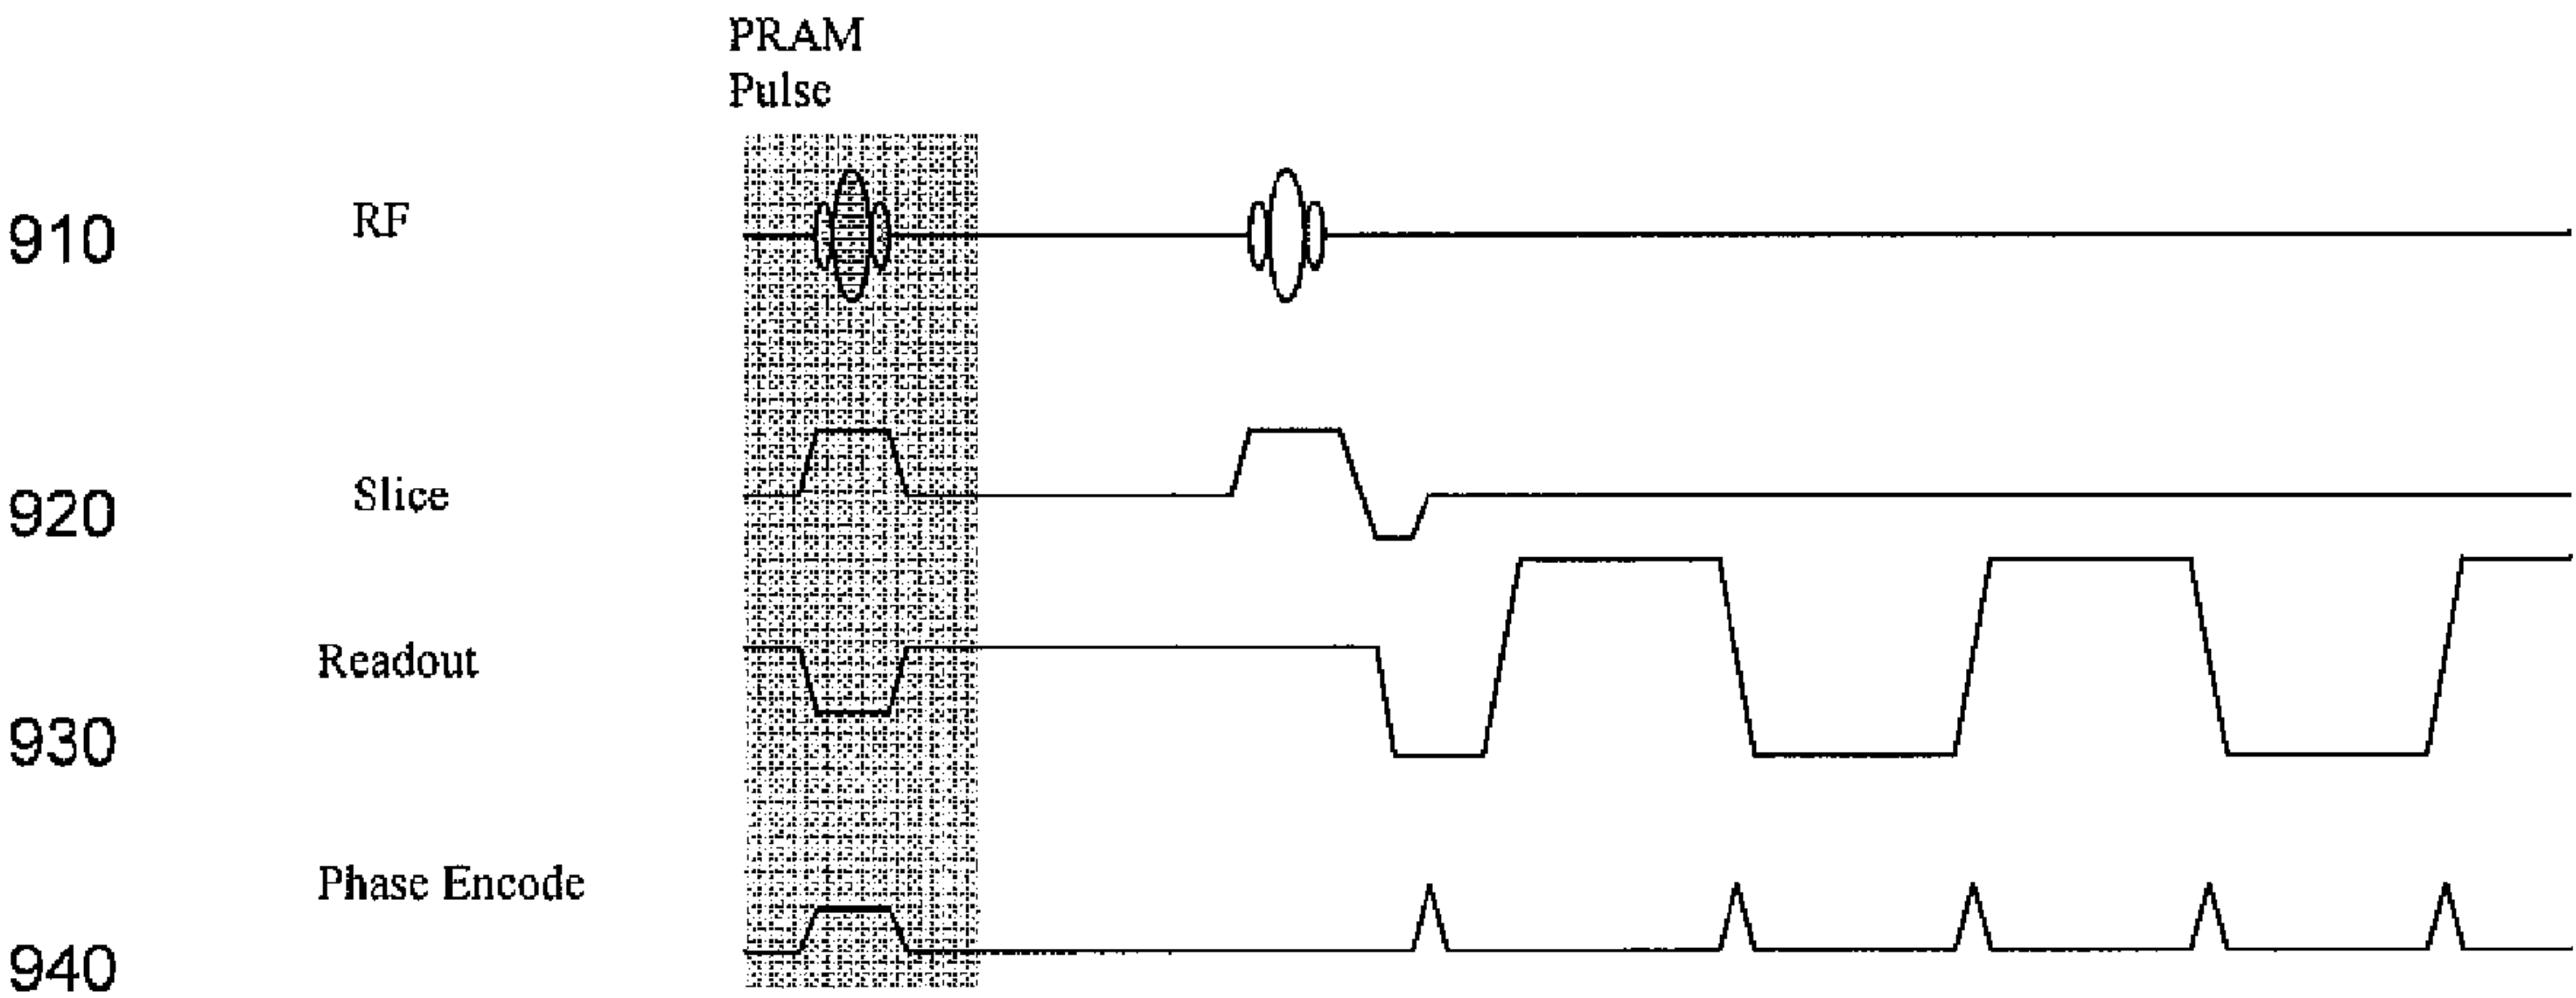 PRAM
Pulse
910 RF
920 Slice
Readout
930
Phase Encode
940